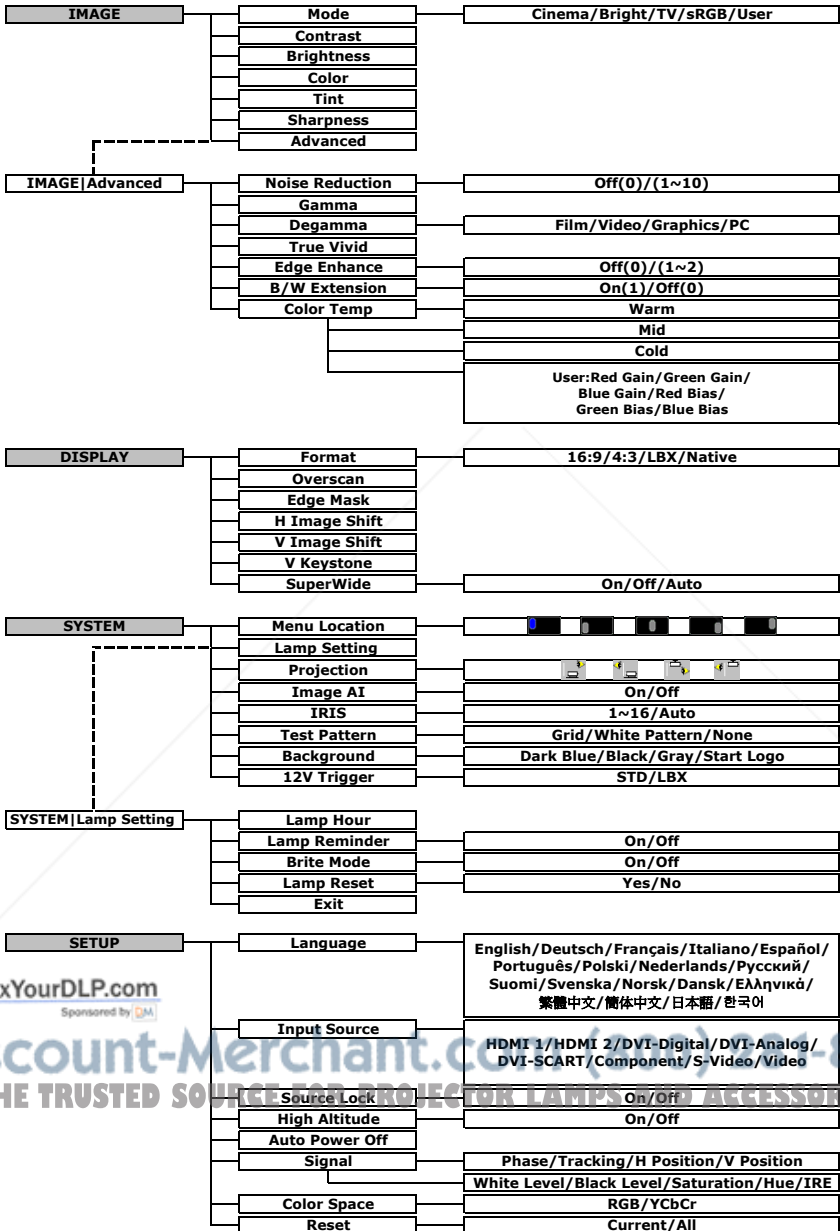 IMAGE Mode Cinema/Bright/TV/sRGB/User
Contrast
Brightness
Color
Tint
Sharpness
Advanced
IMAGE|Advanced Noise Reduction Off(0)/(1~10)
Gamma
Degamma Film/Video/Graphics/PC
True Vivid
Edge Enhance Off(0)/(1~2)
B/W Extension On(1)/Off(0)
Color Temp Warm
Mid
Cold
User:Red Gain/Green Gain/
Blue Gain/Red Bias/
Green Bias/Blue Bias
DISPLAY Format 16:9/4:3/LBX/Native
Overscan
Edge Mask
H Image Shift
V Image Shift
V Keystone
SuperWide On/Off/Auto
SYSTEM Menu Location
Lamp Setting
Projection
Image AI On/Off
IRIS 1~16/Auto
Test Pattern Grid/White Pattern/None
Background Dark Blue/Black/Gray/Start Logo
12V Trigger STD/LBX
SYSTEM|Lamp Setting Lamp Hour
Lamp Reminder On/Off
Brite Mode On/Off
Lamp Reset Yes/No
Exit
SETUP Language English/Deutsch/Français/Italiano/Español/
Português/Polski/Nederlands/Русский/
Suomi/Svenska/Norsk/Dansk/Ελληνικά/
繁體中文/简体中文/日本語/한국어
xYourDLP.com
Sponsored by DM
Input Source HDMI 1/HDMI 2/DVI-Digital/DVI-Analog/
DVI-SCART/Component/S-Video/Video
scount-Merchant.c
HE TRUSTED SOURCE FOR PROJECTOR LAMPS AND ACCESSOR
Source Lock On/Off
High Altitude On/Off
Auto Power Off
Signal Phase/Tracking/H Position/V Position
White Level/Black Level/Saturation/Hue/IRE
Color Space RGB/YCbCr
Reset Current/All